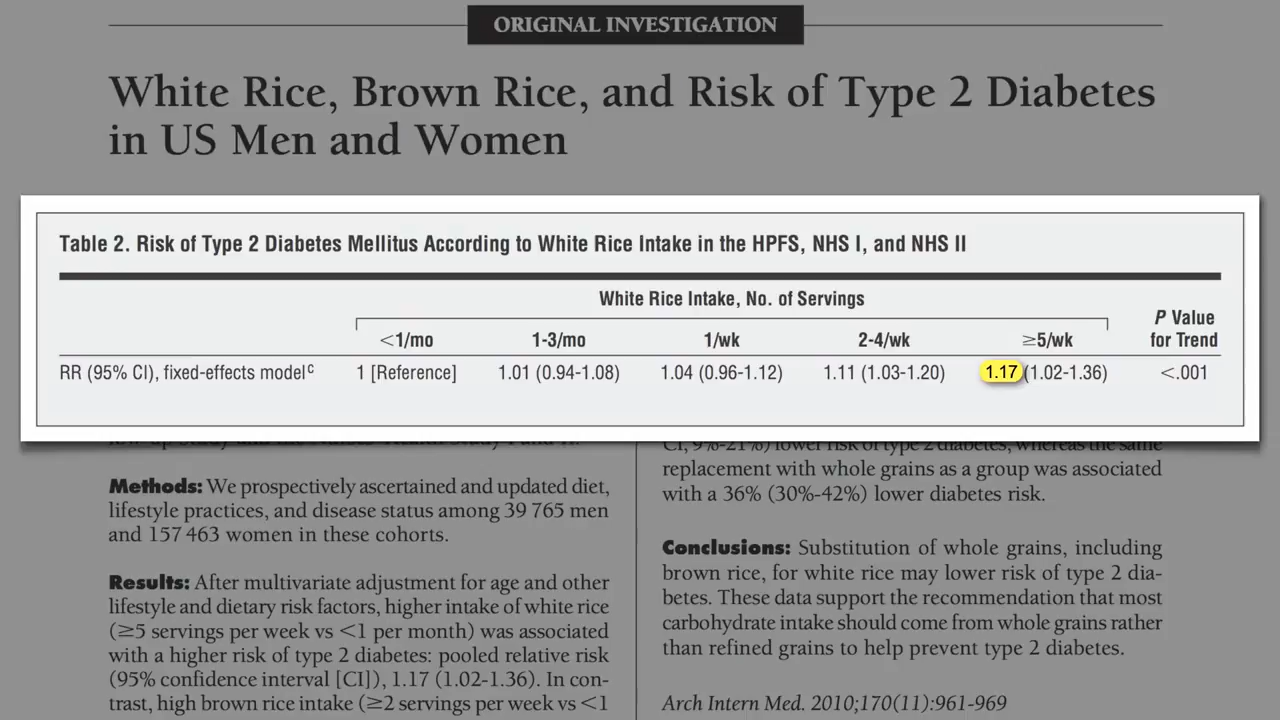 ORIGINAL INVESTIGATION
White Rice, Brown Rice, and Risk of Type 2 Diabetes
in US Men and Women
Table 2. Risk of Type 2 Diabetes Mellitus According to White Rice Intake in the HPFS, NHS I, and NHS II
White Rice Intake, No. of Servings
P Value
<1/mo 1-3/mo 1/wk 2-4/wk ≥5/wk for Trend
RR (95% CI), fixed-effects modelᶜ 1 [Reference] 1.01 (0.94-1.08) 1.04 (0.96-1.12) 1.11 (1.03-1.20) 1.17 (1.02-1.36) <.001
Methods: We prospectively ascertained and updated diet,
lifestyle practices, and disease status among 39 765 men
and 157 463 women in these cohorts.
Results: After multivariate adjustment for age and other
lifestyle and dietary risk factors, higher intake of white rice
(≥5 servings per week vs <1 per month) was associated
with a higher risk of type 2 diabetes: pooled relative risk
(95% confidence interval [CI]), 1.17 (1.02-1.36). In con-
trast, high brown rice intake (≥2 servings per week vs <1
CI, 9%-21%) lower risk of type 2 diabetes, whereas the same
replacement with whole grains as a group was associated
with a 36% (30%-42%) lower diabetes risk.
Conclusions: Substitution of whole grains, including
brown rice, for white rice may lower risk of type 2 dia-
betes. These data support the recommendation that most
carbohydrate intake should come from whole grains rather
than refined grains to help prevent type 2 diabetes.
Arch Intern Med. 2010;170(11):961-969